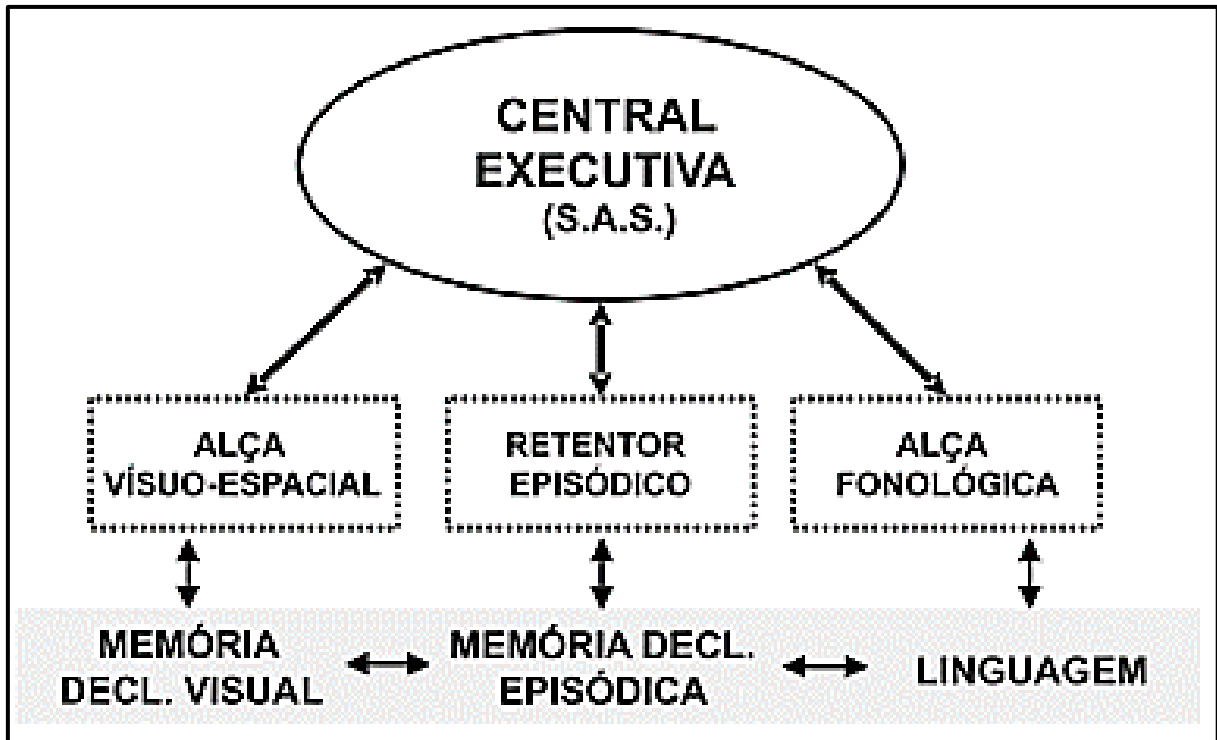 CENTRAL
EXECUTIVA
(S.A.S.)
ALÇA
VÍSUO-ESPACIAL
RETENTOR
EPISÓDICO
ALÇA
FONOLÓGICA
MEMÓRIA
DECL. VISUAL
MEMÓRIA DECL.
EPISÓDICA
LINGUAGEM